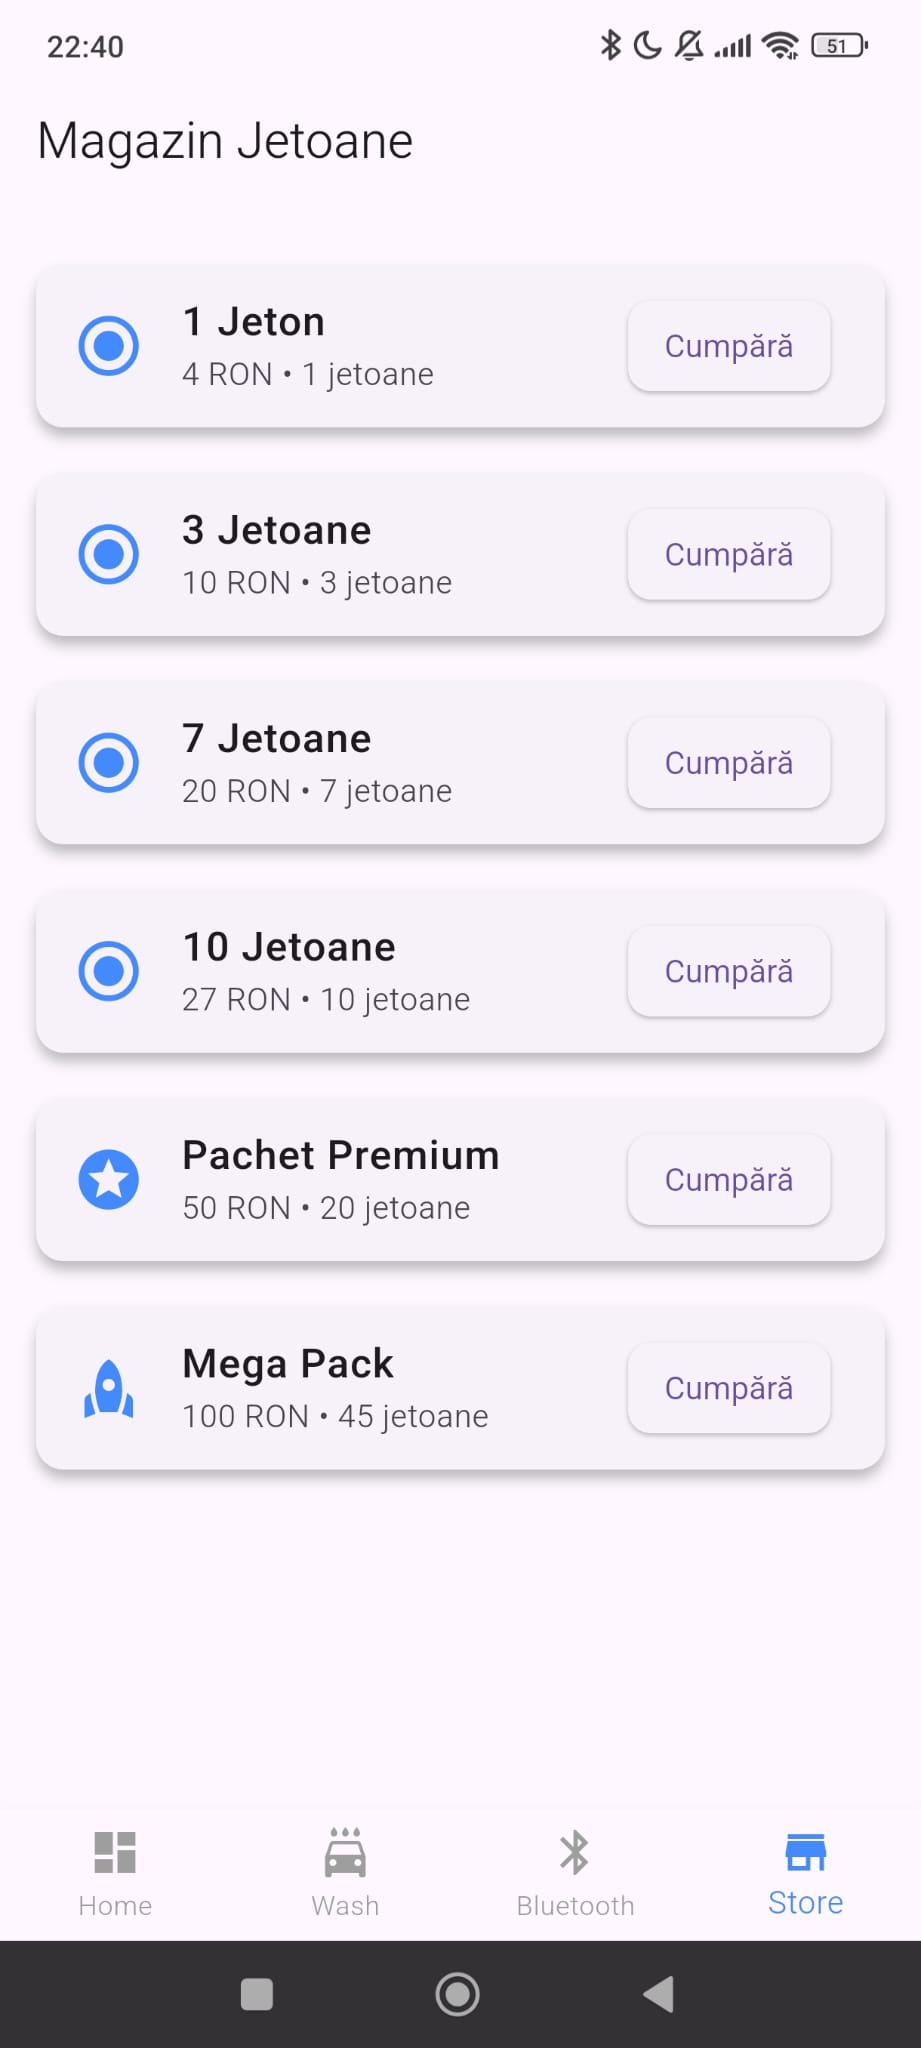 22:40
51
Magazin Jetoane
1 Jeton
4 RON • 1 jetoane
Cumpără
3 Jetoane
10 RON • 3 jetoane
Cumpără
7 Jetoane
20 RON • 7 jetoane
Cumpără
10 Jetoane
27 RON • 10 jetoane
Cumpără
Pachet Premium
50 RON • 20 jetoane
Cumpără
Mega Pack
100 RON • 45 jetoane
Cumpără
Home
Wash
Bluetooth
Store